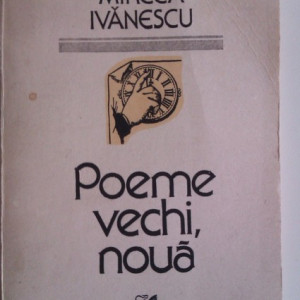 MIRCEA
IVĂNESCU
Poeme
vechi,
nouă